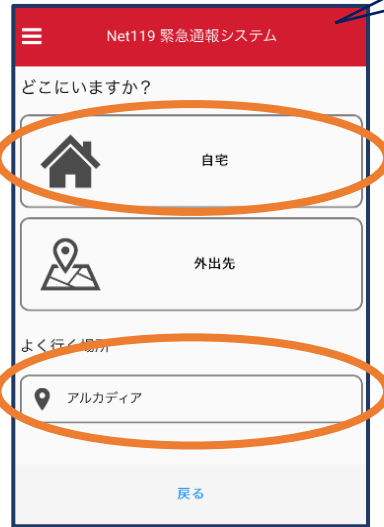 Net119 緊急通報システム
どこにいますか？
自宅
外出先
よく行く場所
アルカディア
戻る